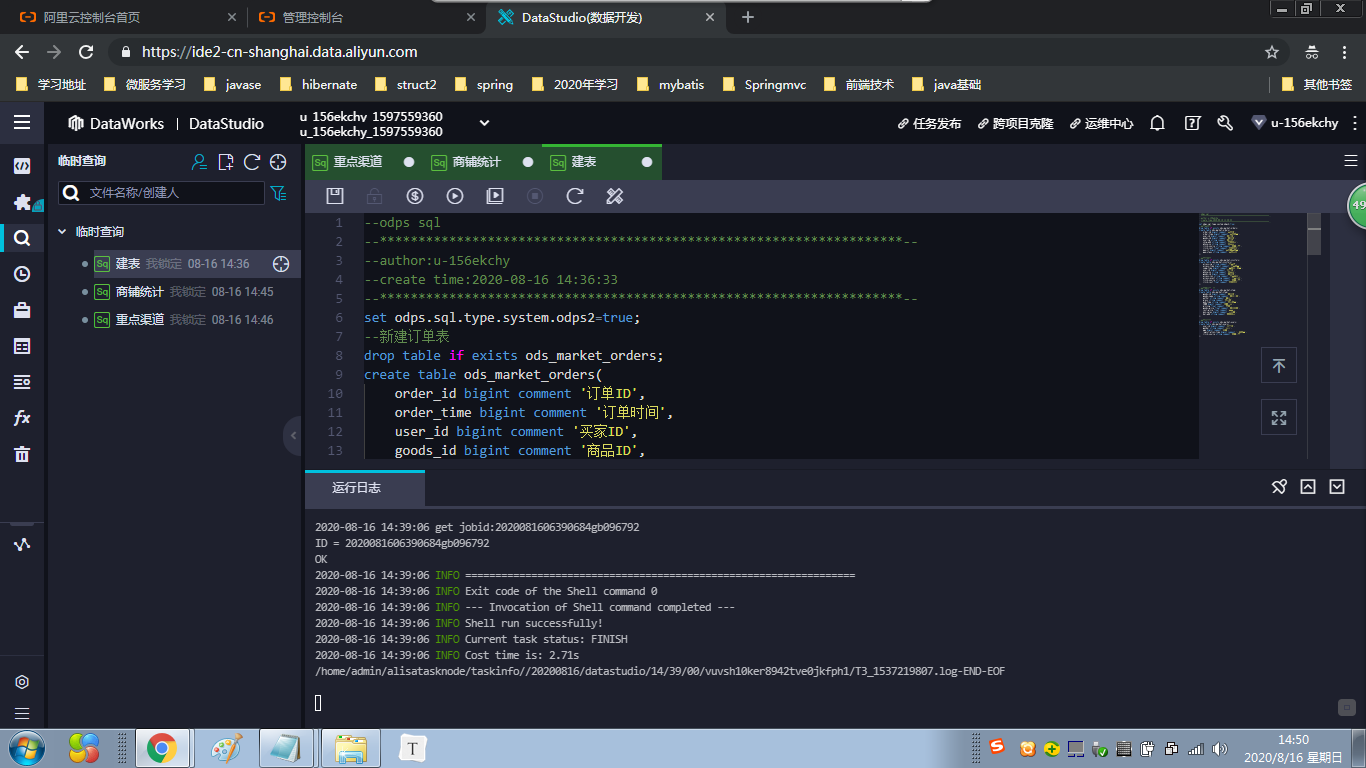 阿里云控制台首页
管理控制台
DataStudio(数据开发)
https://ide2-cn-shanghai.data.aliyun.com
学习地址 微服务学习 javase hibernate struct2 spring 2020年学习 mybatis Springmvc 前端技术 java基础 其他书签
DataWorks | DataStudio
u_156ekchy_1597559360
u_156ekchy_1597559360
任务发布 跨项目克隆 运维中心 u-156ekchy
临时查询
文件名称/创建人
临时查询
Sq 建表 我锁定 08-16 14:36
Sq 商铺统计 我锁定 08-16 14:45
Sq 重点渠道 我锁定 08-16 14:46
fx
Sq 重点渠道 Sq 商铺统计 Sq 建表
49
1 --odps sql
2 --********************************************************************--
3 --author:u-156ekchy
4 --create time:2020-08-16 14:36:33
5 --********************************************************************--
6 set odps.sql.type.system.odps2=true;
7 --新建订单表
8 drop table if exists ods_market_orders;
9 create table ods_market_orders(
10 order_id bigint comment '订单ID',
11 order_time bigint comment '订单时间',
12 user_id bigint comment '买家ID',
13 goods_id bigint comment '商品ID',
运行日志
2020-08-16 14:39:06 get jobid:2020081606390684gb096792
ID = 2020081606390684gb096792
OK
2020-08-16 14:39:06 INFO =================================================================
2020-08-16 14:39:06 INFO Exit code of the Shell command 0
2020-08-16 14:39:06 INFO --- Invocation of Shell command completed ---
2020-08-16 14:39:06 INFO Shell run successfully!
2020-08-16 14:39:06 INFO Current task status: FINISH
2020-08-16 14:39:06 INFO Cost time is: 2.71s
/home/admin/alisatasknode/taskinfo//20200816/datastudio/14/39/00/vuvsh10ker8942tve0jkfph1/T3_1537219807.log-END-EOF
T
14:50
2020/8/16 星期日